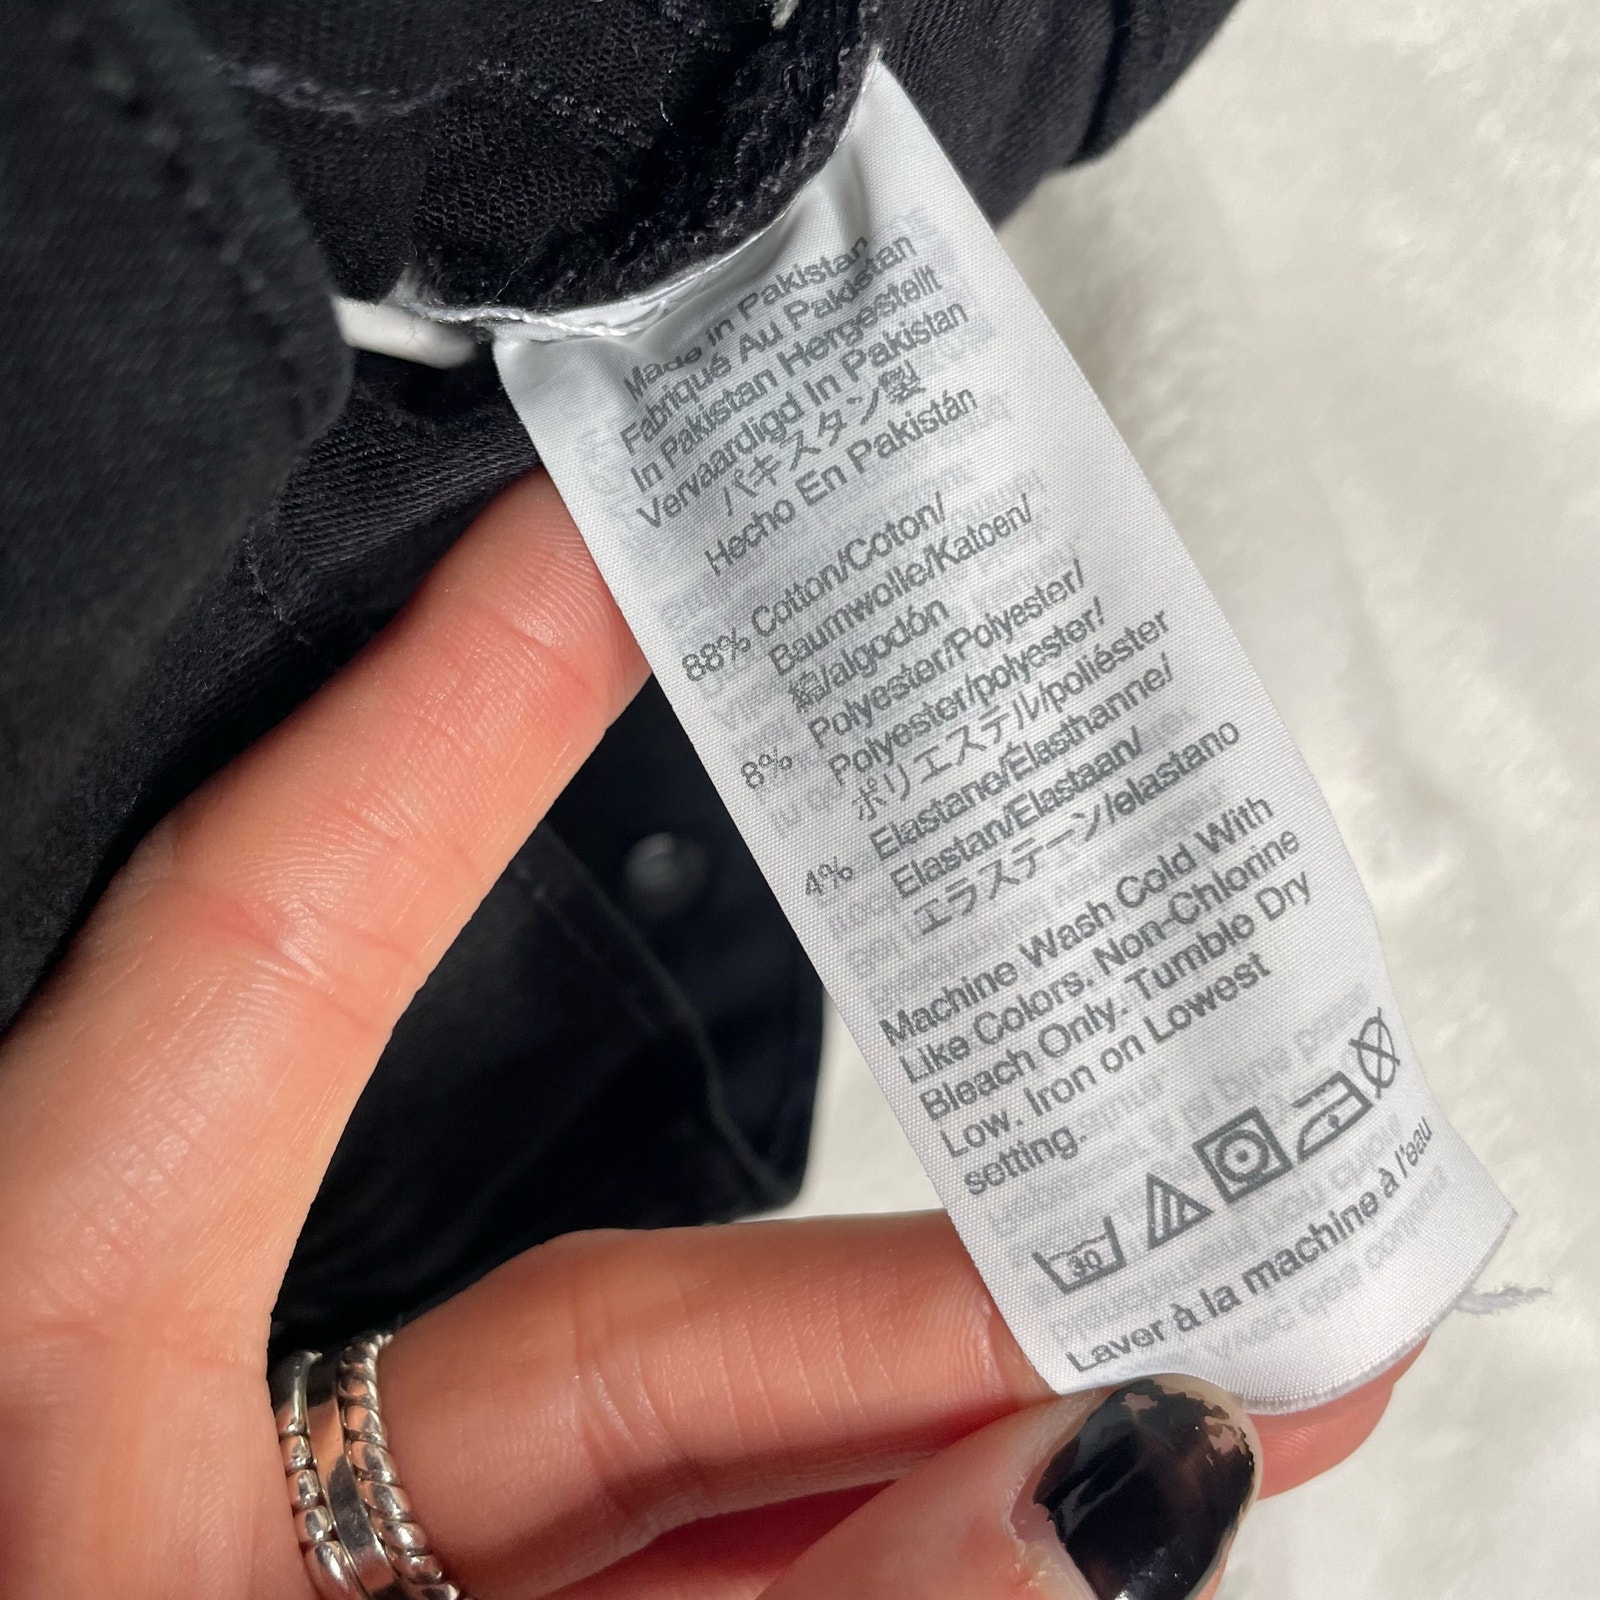 Made In Pakistan
Fabriqué Au Pakistan
In Pakistan Hergestellt
Vervaardigd In Pakistan
パキスタン製
Hecho En Pakistán
88% Cotton/Coton/
Baumwolle/Katoen/
綿/algodón
8% Polyester/Polyester/
Polyester/polyester/
ポリエステル/poliéster
4% Elastane/Élasthanne/
Elastan/Elastaan/
エラステーン/elastano
Machine Wash Cold With
Like Colors. Non-Chlorine
Bleach Only. Tumble Dry
Low. Iron on Lowest
setting.
30
Laver à la machine à l'eau